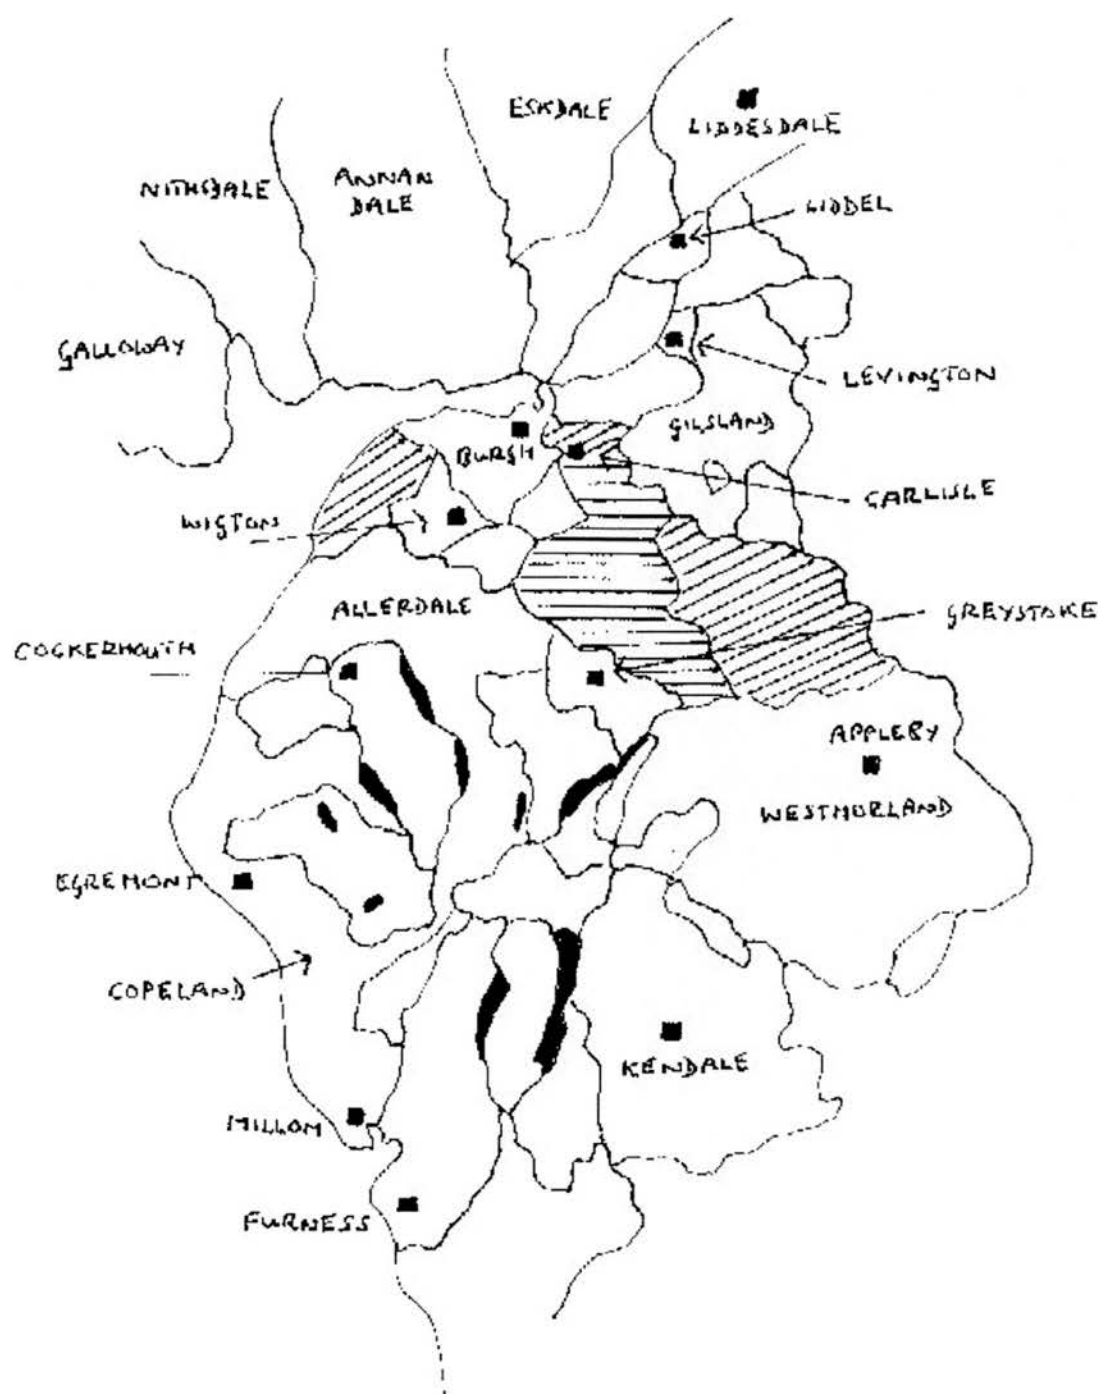 ESKDALE
LIDDESDALE
NITHSDALE
ANNAN
DALE
LIDDEL
GALLOWAY
LEVINGTON
GILSLAND
BURGH
CARLISLE
WIGTON
ALLERDALE
GREYSTOKE
COCKERMOUTH
APPLEBY
WESTMORLAND
EGREMONT
COPELAND
KENDALE
MILLOM
FURNESS